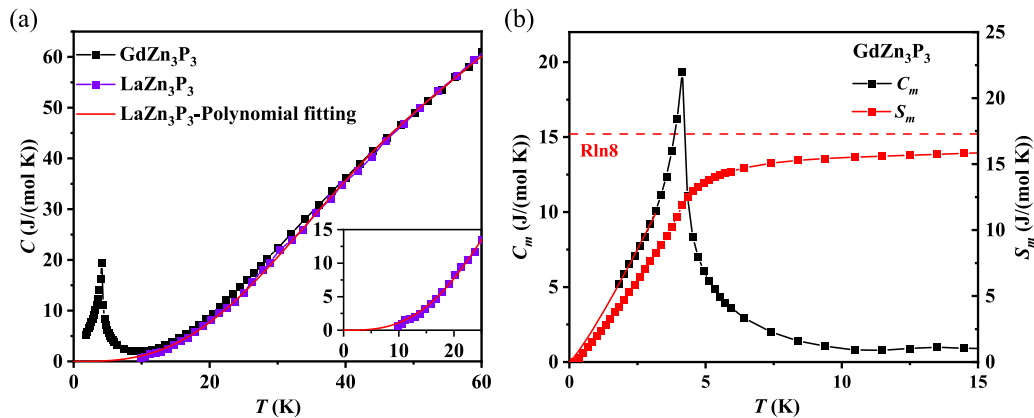 (a)
60
50
40
30
20
10
0
C (J/(mol K))
GdZn₃P₃
LaZn₃P₃
LaZn₃P₃-Polynomial fitting
15
10
5
0
0 10 20
0 20 40 60
T (K)
(b)
20
15
10
5
0
Cₘ (J/(mol K))
GdZn₃P₃
Cₘ
Sₘ
Rln8
25
20
15
10
5
0
Sₘ (J/(mol K))
0 5 10 15
T (K)